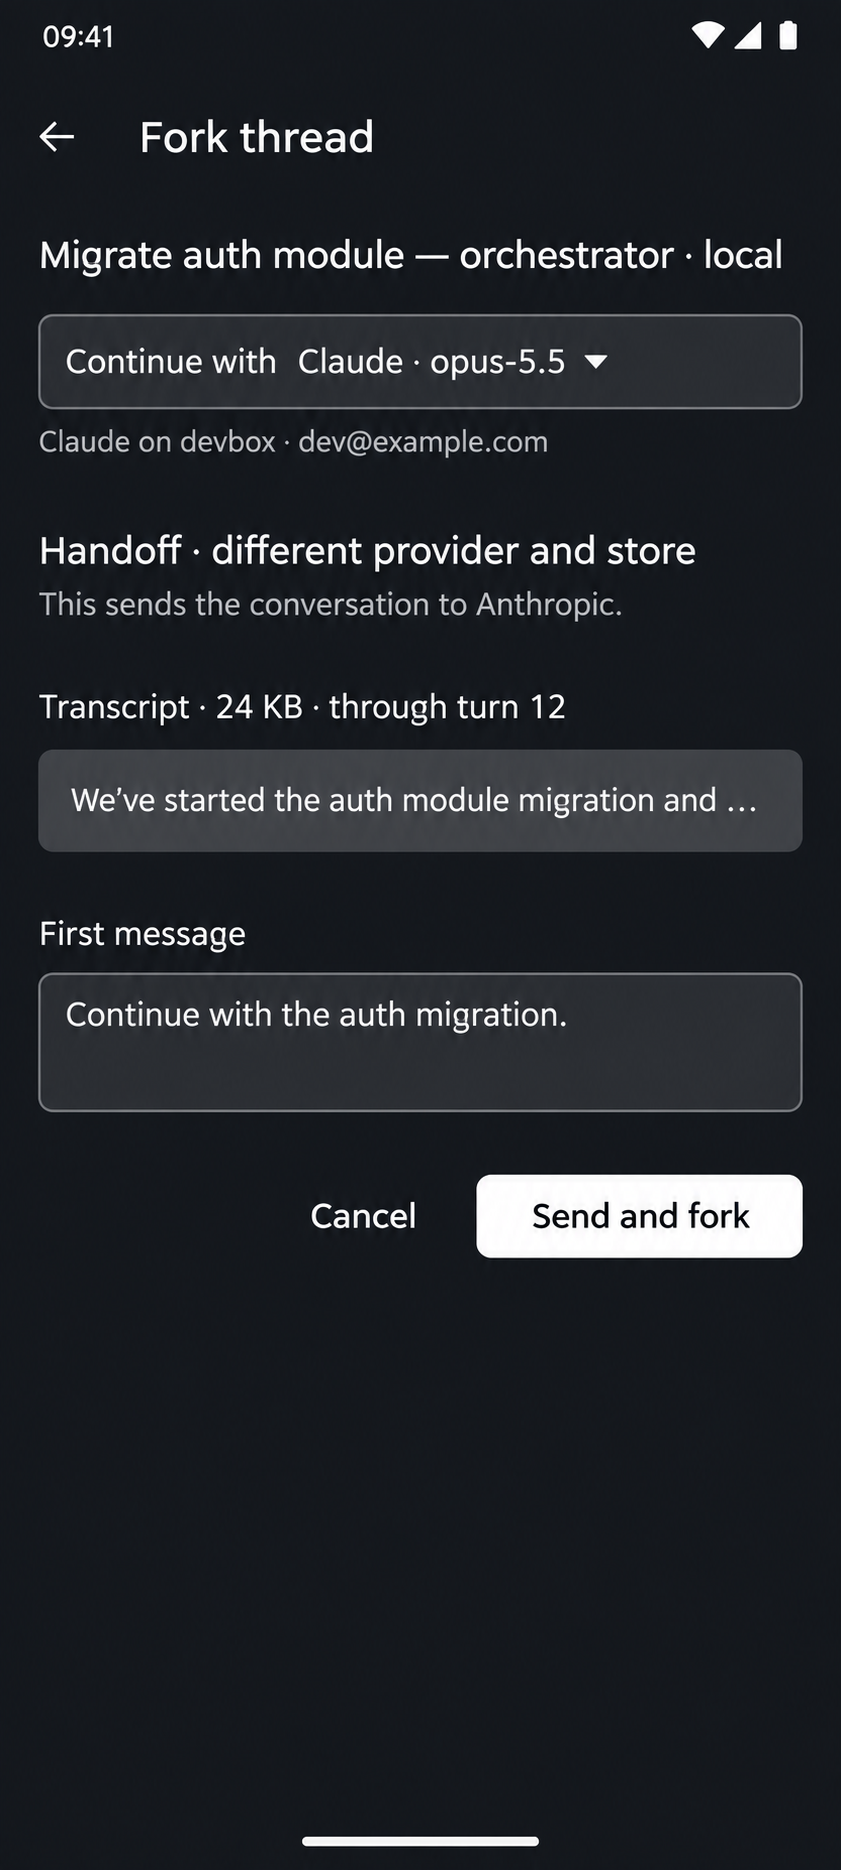 09:41
Fork thread
Migrate auth module — orchestrator · local
Continue with Claude · opus-5.5
Claude on devbox · dev@example.com
Handoff · different provider and store
This sends the conversation to Anthropic.
Transcript · 24 KB · through turn 12
We’ve started the auth module migration and …
First message
Continue with the auth migration.
Cancel
Send and fork